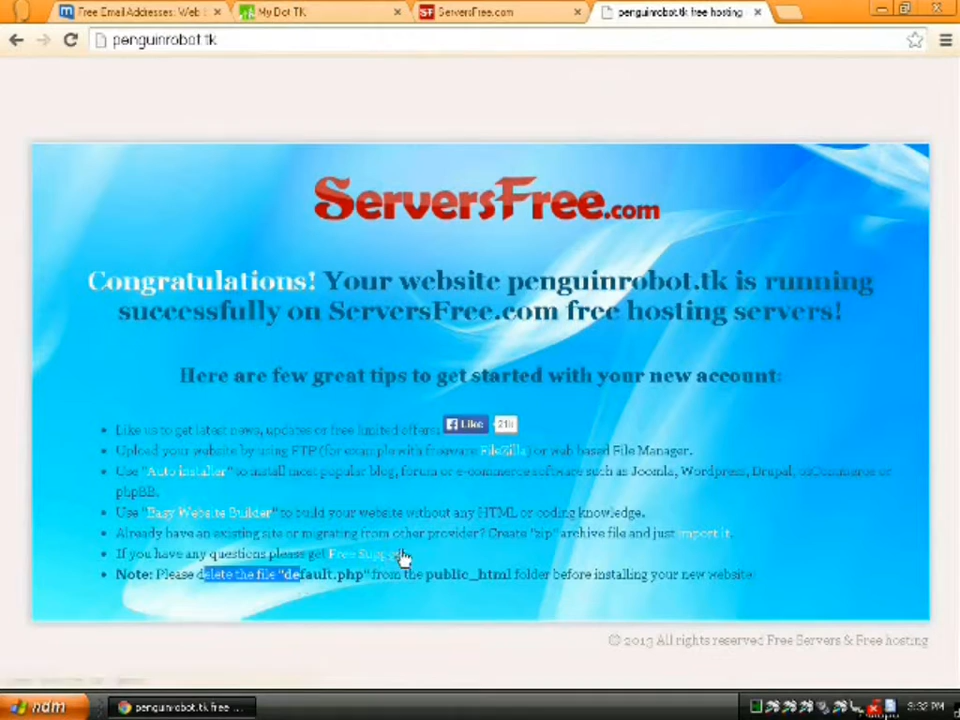 Free Email Addresses: Web
My Dot TK
ServersFree.com
penguinrobot.tk free hosting
penguinrobot.tk
ServersFree.com
Congratulations! Your website penguinrobot.tk is running
successfully on ServersFree.com free hosting servers!
Here are few great tips to get started with your new account:
Like us to get latest news, updates or free limited offers: Like 21k
Upload your website by using FTP (for example with freeware FileZilla) or web based File Manager.
Use "Auto installer" to install most popular blog, forum or e-commerce software such as Joomla, Wordpress, Drupal, osCommerce or
phpBB.
Use "Easy Website Builder" to build your website without any HTML or coding knowledge.
Already have an existing site or migrating from other provider? Create "zip" archive file and just import it.
If you have any questions please get Free
Note: Please delete the file "default.php" from the public_html folder before installing your new website!
© 2013 All rights reserved Free Servers & Free hosting
ndm
penguinrobot.tk free ...
3:32 PM